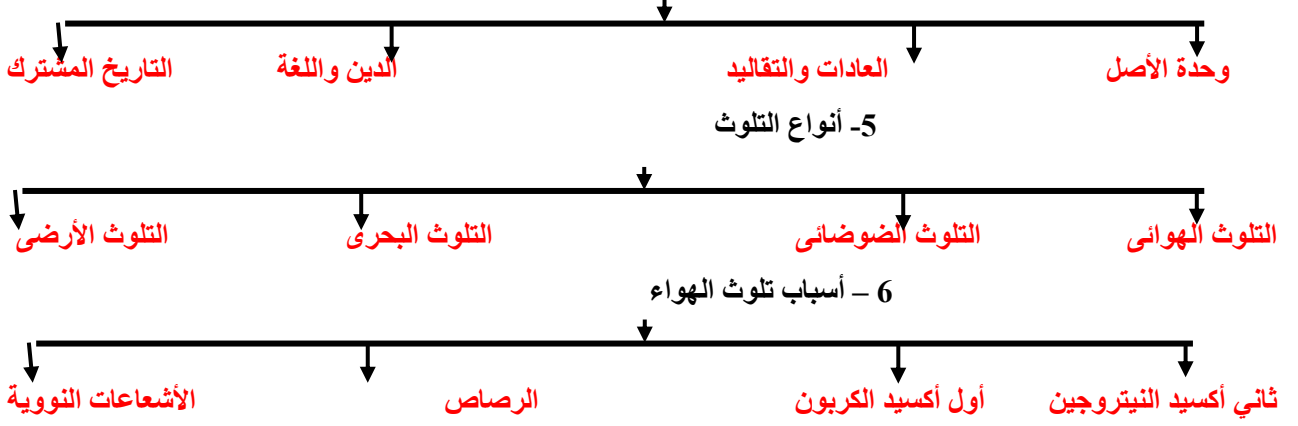 وحدة الأصل العادات والتقاليد الدين واللغة التاريخ المشترك
5- أنواع التلوث
التلوث الهوائى التلوث الضوضائى التلوث البحرى التلوث الأرضى
6 – أسباب تلوث الهواء
ثاني أكسيد النيتروجين أول أكسيد الكربون الرصاص الأشعاعات النووية